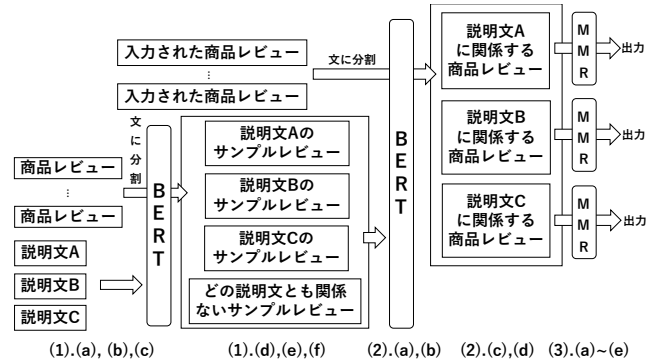 入力された商品レビュー
…
入力された商品レビュー
文に分割
商品レビュー
…
商品レビュー
説明文A
説明文B
説明文C
文に分割
BERT
説明文Aの
サンプルレビュー
説明文Bの
サンプルレビュー
説明文Cの
サンプルレビュー
どの説明文とも関係
ないサンプルレビュー
BERT
説明文A
に関係する
商品レビュー
説明文B
に関係する
商品レビュー
説明文C
に関係する
商品レビュー
MMR
出力
MMR
出力
MMR
出力
(1).(a), (b),(c)
(1).(d),(e),(f)
(2).(a),(b)
(2).(c),(d)
(3).(a)~(e)